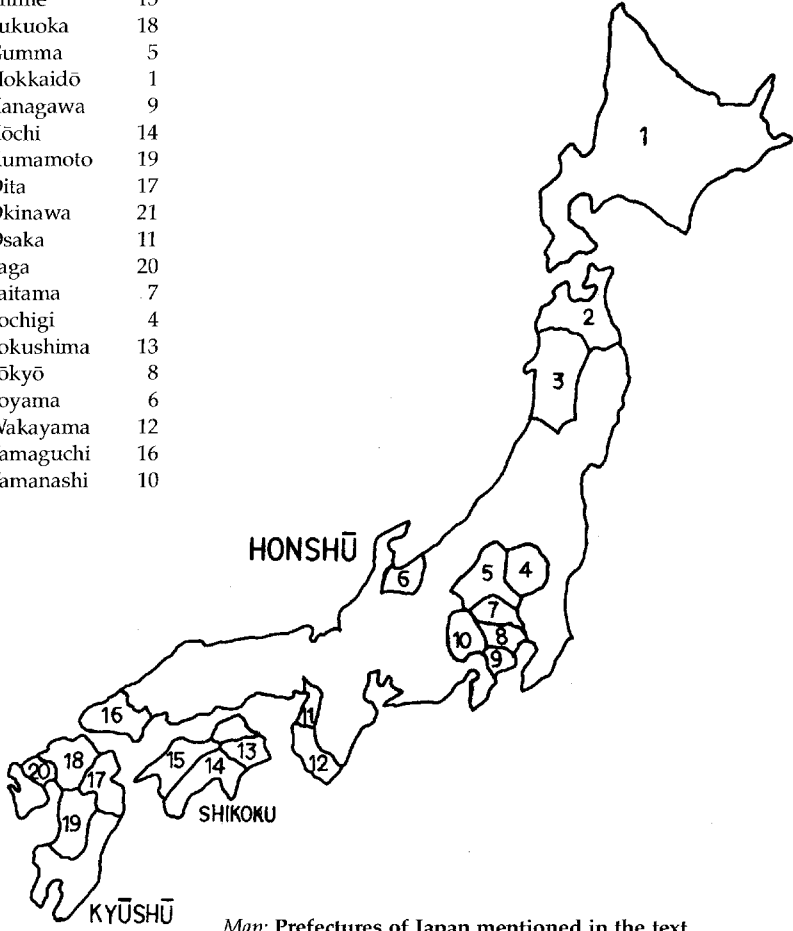 ukuoka 18
umma 5
okkaidō 1
anagawa 9
ōchi 14
umamoto 19
ita 17
kinawa 21
saka 11
aga 20
aitama 7
ochigi 4
okushima 13
ōkyō 8
oyama 6
Wakayama 12
amaguchi 16
amanashi 10
1
2
3
HONSHŪ
4
5
6
7
8
9
10
11
12
16
13
14
15
SHIKOKU
17
18
19
20
KYŪSHŪ
Map: Prefectures of Japan mentioned in the text